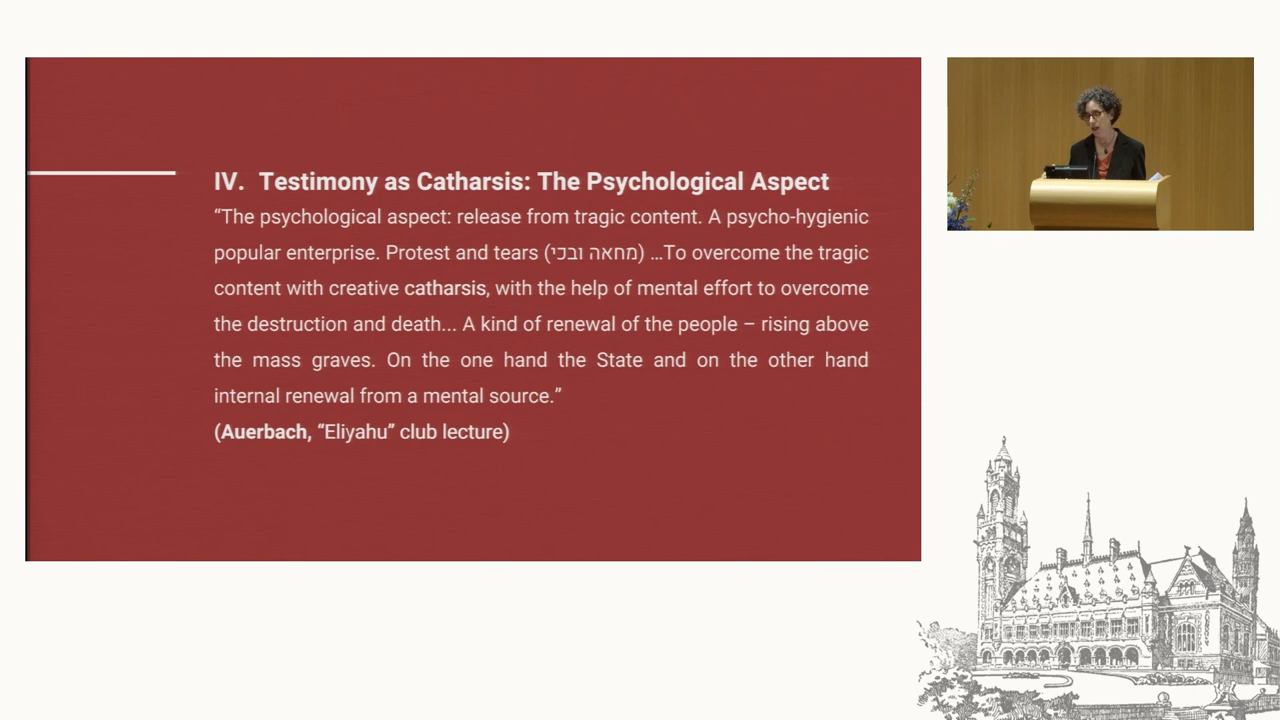 IV. Testimony as Catharsis: The Psychological Aspect
“The psychological aspect: release from tragic content. A psycho-hygienic
popular enterprise. Protest and tears (מחאה ובכי) ...To overcome the tragic
content with creative catharsis, with the help of mental effort to overcome
the destruction and death... A kind of renewal of the people – rising above
the mass graves. On the one hand the State and on the other hand
internal renewal from a mental source.”
(Auerbach, “Eliyahu” club lecture)